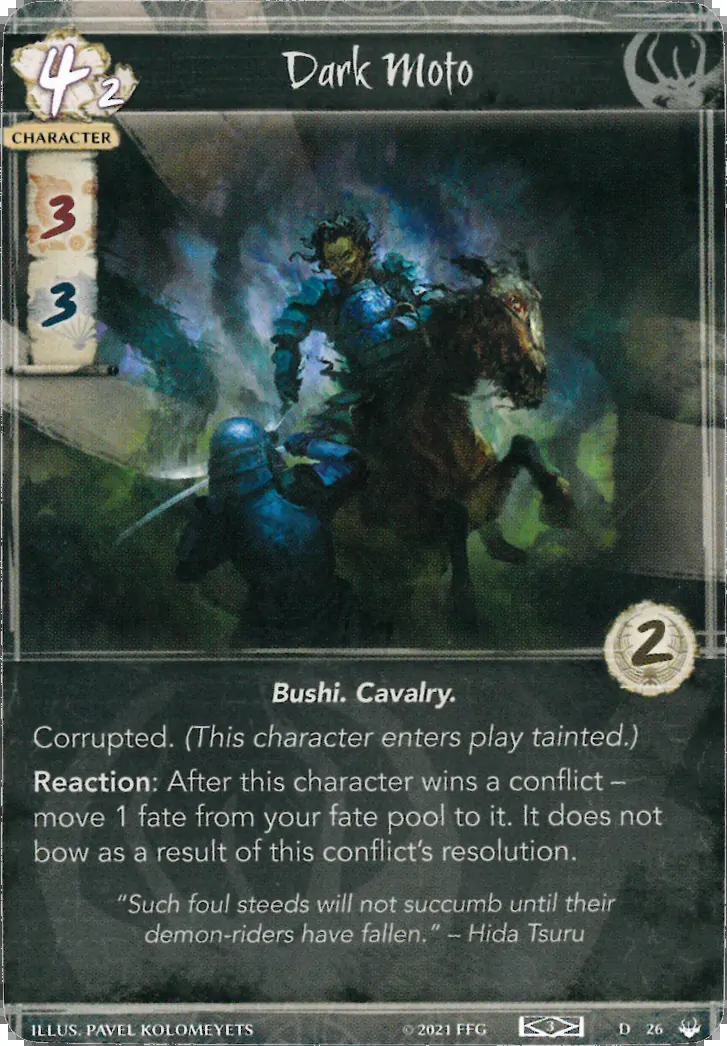 4
2
Dark Moto
CHARACTER
3
3
2
Bushi. Cavalry.
Corrupted. (This character enters play tainted.)
Reaction: After this character wins a conflict –
move 1 fate from your fate pool to it. It does not
bow as a result of this conflict's resolution.
"Such foul steeds will not succumb until their
demon-riders have fallen." – Hida Tsuru
ILLUS. PAVEL KOLOMEYETS
© 2021 FFG
3
D 26